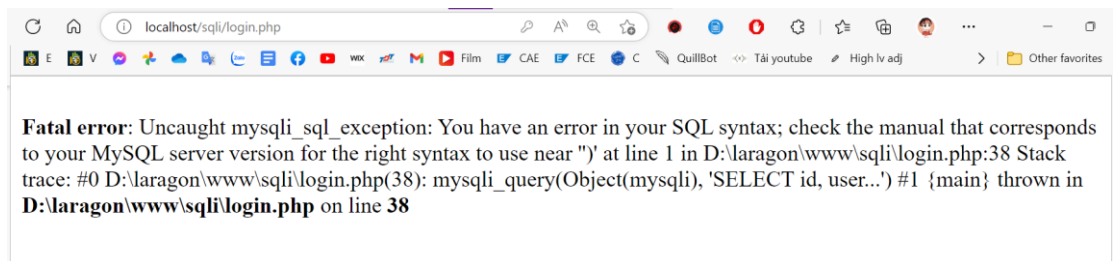 localhost/sqli/login.php
E V WIX Film CAE FCE C QuillBot Tải youtube High lv adj Other favorites
Fatal error: Uncaught mysqli_sql_exception: You have an error in your SQL syntax; check the manual that corresponds
to your MySQL server version for the right syntax to use near '')' at line 1 in D:\laragon\www\sqli\login.php:38 Stack
trace: #0 D:\laragon\www\sqli\login.php(38): mysqli_query(Object(mysqli), 'SELECT id, user...') #1 {main} thrown in
D:\laragon\www\sqli\login.php on line 38